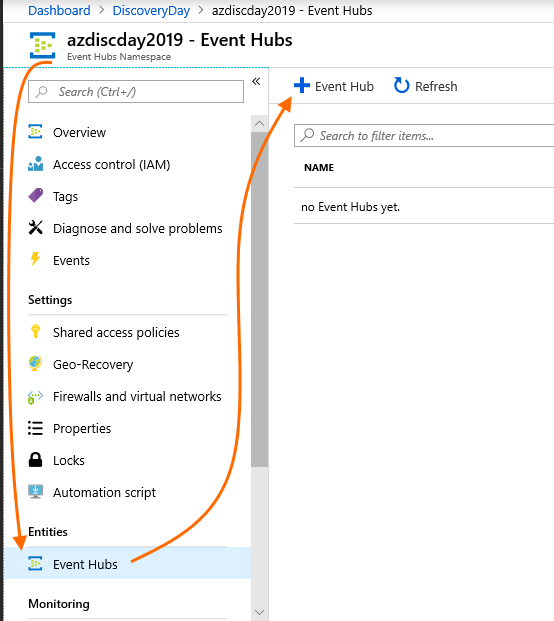 Dashboard > DiscoveryDay > azdiscday2019 - Event Hubs
azdiscday2019 - Event Hubs
Event Hubs Namespace
Search (Ctrl+/)
«
Overview
Access control (IAM)
Tags
Diagnose and solve problems
Events
Settings
Shared access policies
Geo-Recovery
Firewalls and virtual networks
Properties
Locks
Automation script
Entities
Event Hubs
Monitoring
Event Hub
Refresh
Search to filter items...
NAME
no Event Hubs yet.